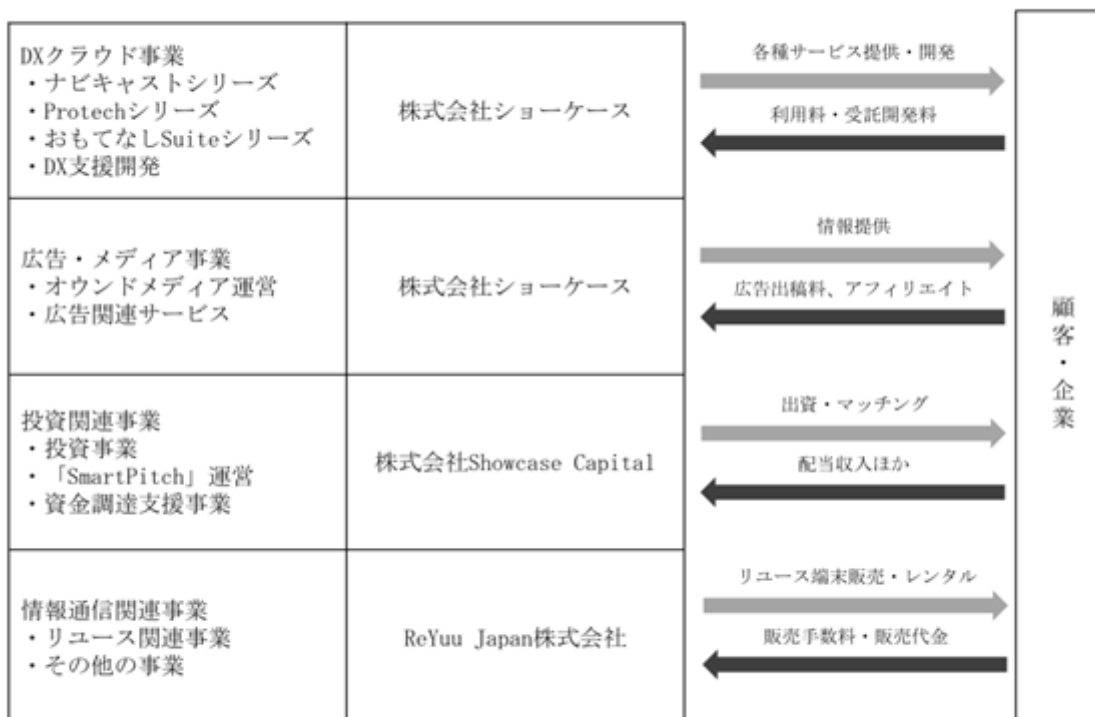 DXクラウド事業
・ナビキャストシリーズ
・Protechシリーズ
・おもてなしSuiteシリーズ
・DX支援開発
株式会社ショーケース
各種サービス提供・開発
利用料・受託開発料
広告・メディア事業
・オウンドメディア運営
・広告関連サービス
株式会社ショーケース
情報提供
広告出稿料、アフィリエイト
投資関連事業
・投資事業
・「SmartPitch」運営
・資金調達支援事業
株式会社Showcase Capital
出資・マッチング
配当収入ほか
情報通信関連事業
・リユース関連事業
・その他の事業
ReYuu Japan株式会社
リユース端末販売・レンタル
販売手数料・販売代金
顧客・企業